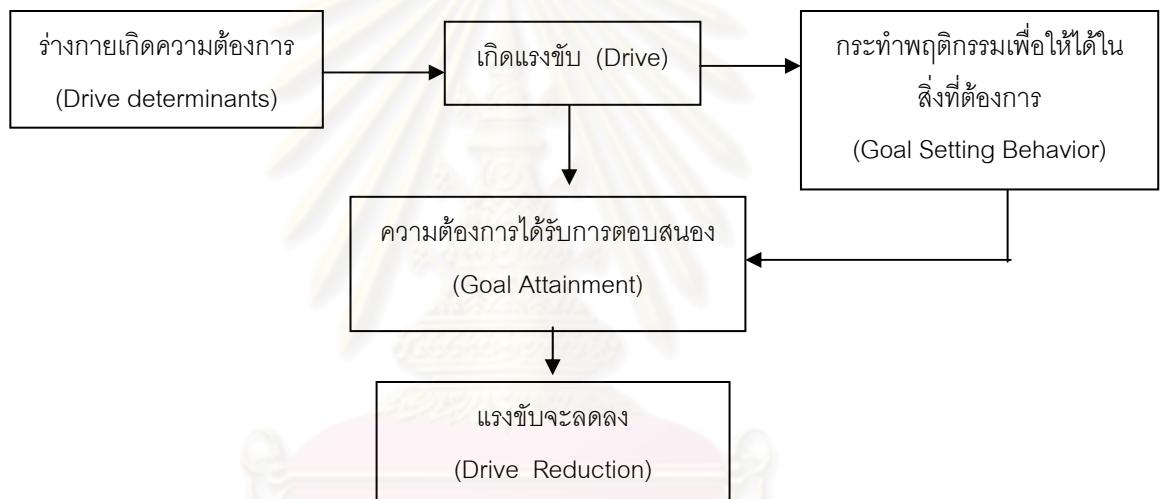 ร่างกายเกิดความต้องการ
(Drive determinants)
เกิดแรงขับ (Drive)
กระทำพฤติกรรมเพื่อให้ได้ใน
สิ่งที่ต้องการ
(Goal Setting Behavior)
ความต้องการได้รับการตอบสนอง
(Goal Attainment)
แรงขับจะลดลง
(Drive Reduction)